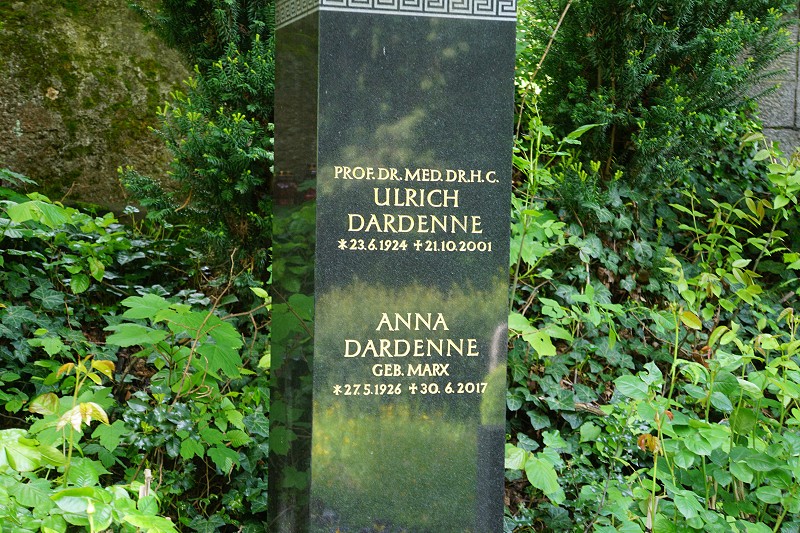 PROF. DR. MED. DR. H. C.
ULRICH
DARDENNE
* 23.6.1924 ✝ 21.10.2001
ANNA
DARDENNE
GEB. MARX
* 27.5.1926 ✝ 30.6.2017